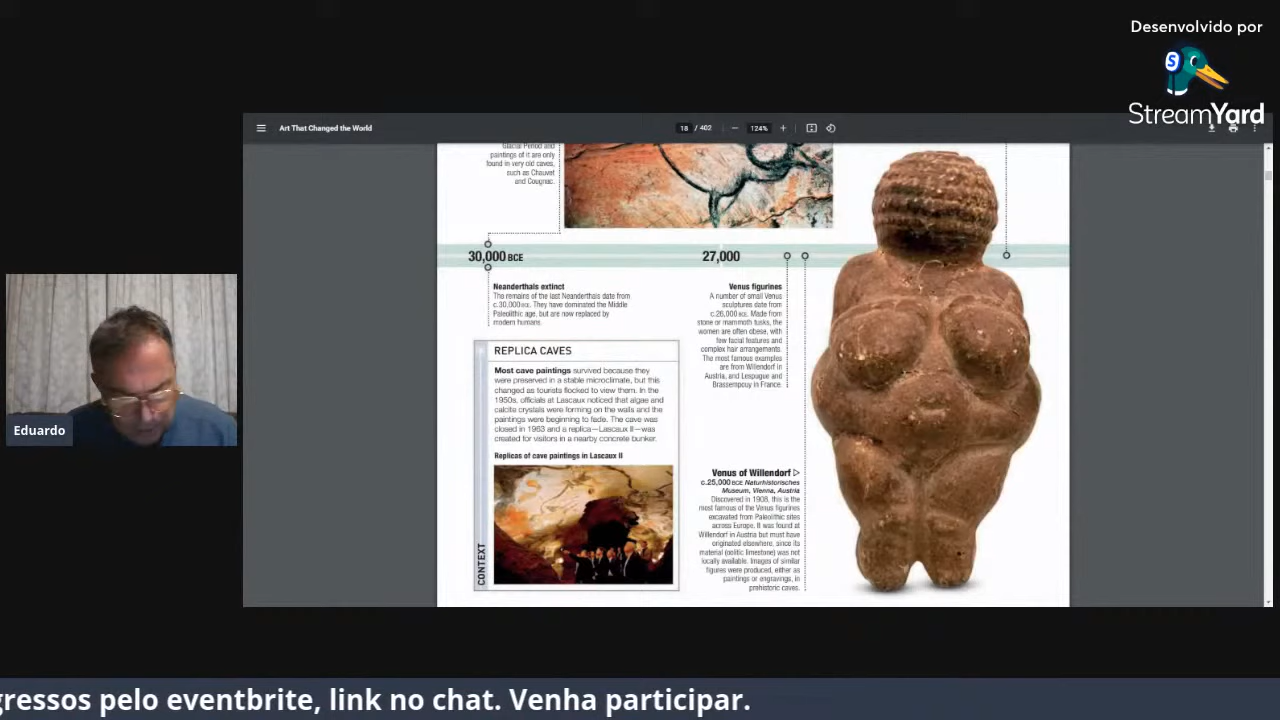 Desenvolvido por
StreamYard
Art That Changed the World
18 / 402
124%
Glacial Period and
paintings of it are only
found in very old caves,
such as Chauvet
and Cougnac.
30,000 BCE
27,000
Neanderthals extinct
The remains of the last Neanderthals date from
c.30,000 BCE. They have dominated the Middle
Paleolithic age, but are now replaced by
modern humans.
Venus figurines
A number of small Venus
sculptures date from
c.26,000 BCE. Made from
stone or mammoth tusks, the
women are often obese, with
few facial features and
complex hair arrangements.
The most famous examples
are from Willendorf in
Austria, and Lespugue and
Brassempouy in France.
REPLICA CAVES
Most cave paintings survived because they
were preserved in a stable microclimate, but this
changed as tourists flocked to view them. In the
1950s, officials at Lascaux noticed that algae and
calcite crystals were forming on the walls and the
paintings were beginning to fade. The cave was
closed in 1963 and a replica—Lascaux II—was
created for visitors in a nearby concrete bunker.
Replicas of cave paintings in Lascaux II
CONTEXT
Venus of Willendorf ▷
c.25,000 BCE Naturhistorisches
Museum, Vienna, Austria
Discovered in 1908, this is the
most famous of the Venus figurines
excavated from Paleolithic sites
across Europe. It was found at
Willendorf in Austria but must have
originated elsewhere, since its
material (oolitic limestone) was not
locally available. Images of similar
figures were produced, either as
paintings or engravings, in
prehistoric caves.
Eduardo
gressos pelo eventbrite, link no chat. Venha participar.